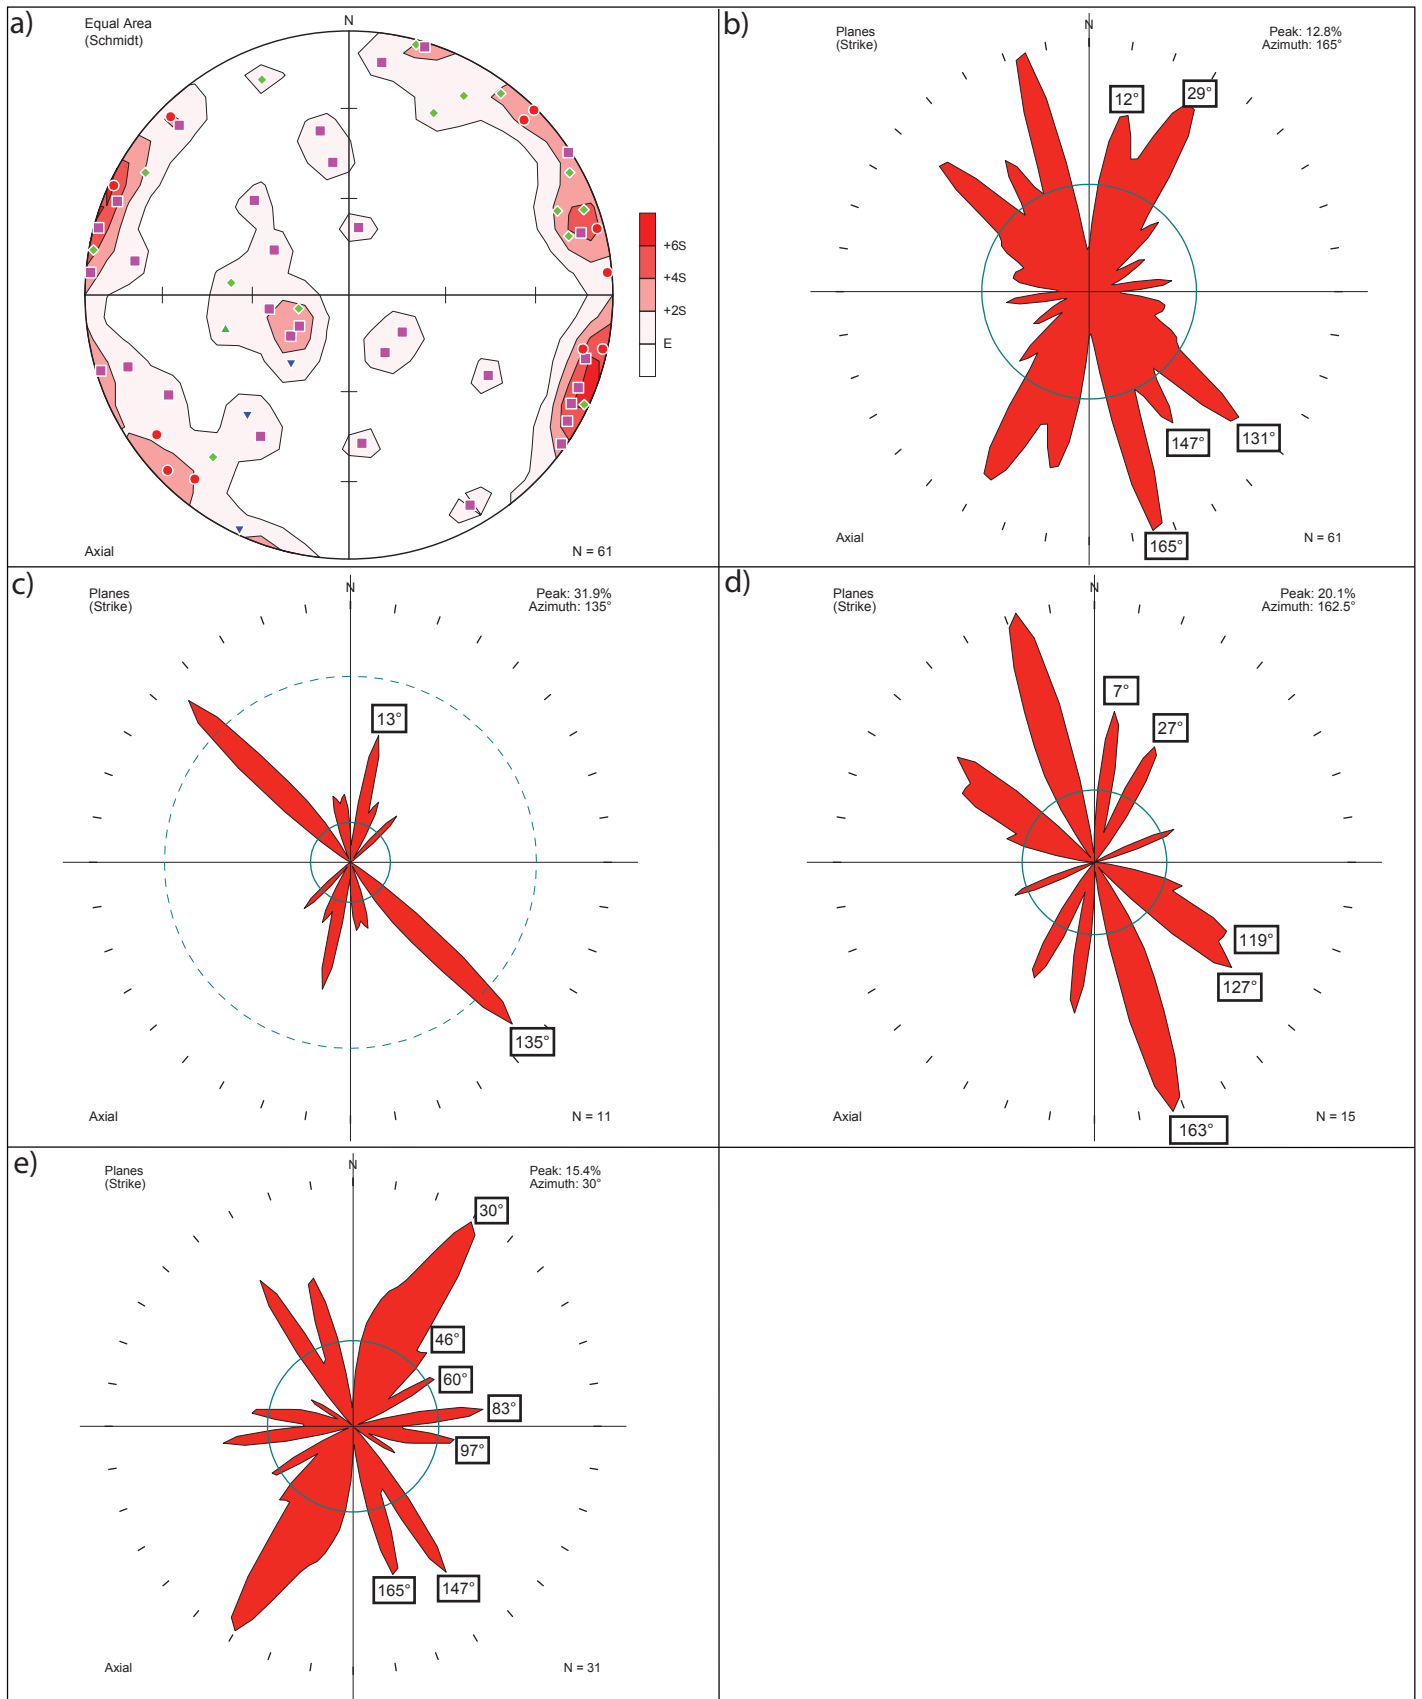 a)
Equal Area
(Schmidt)
N
+6S
+4S
+2S
E
Axial
N = 61
b)
Planes
(Strike)
N
Peak: 12.8%
Azimuth: 165°
12°
29°
131°
147°
165°
Axial
N = 61
c)
Planes
(Strike)
N
Peak: 31.9%
Azimuth: 135°
13°
135°
Axial
N = 11
d)
Planes
(Strike)
N
Peak: 20.1%
Azimuth: 162.5°
7°
27°
119°
127°
163°
Axial
N = 15
e)
Planes
(Strike)
N
Peak: 15.4%
Azimuth: 30°
30°
46°
60°
83°
97°
165°
147°
Axial
N = 31